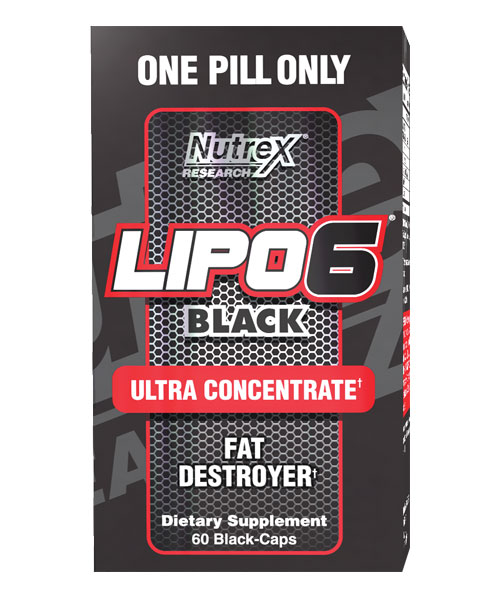 ONE PILL ONLY
Nutrex
RESEARCH
LIPO6®
BLACK
ULTRA CONCENTRATE†
FAT
DESTROYER†
Dietary Supplement
60 Black-Caps